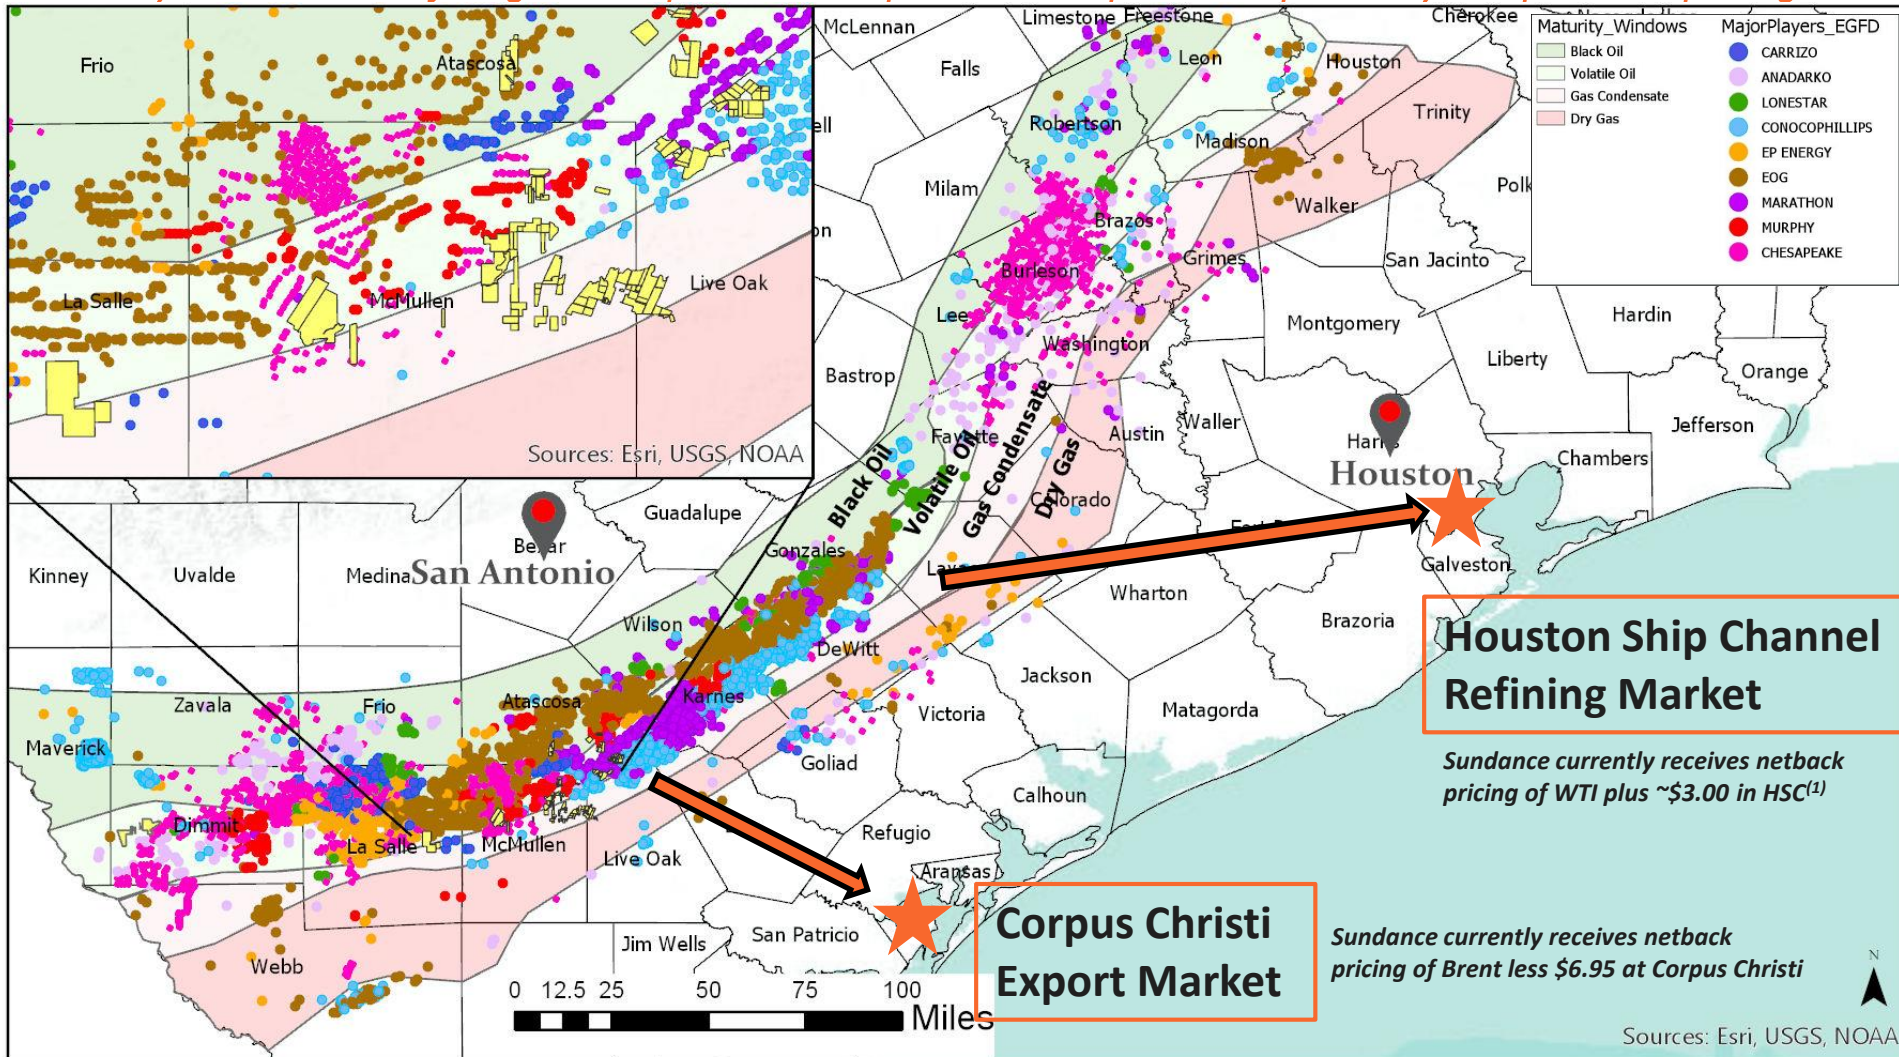 Frio
Atascosa
La Salle
McMullen
Live Oak
Sources: Esri, USGS, NOAA
McLennan
Limestone
Freestone
Cherokee
Falls
Leon
Houston
Robertson
Trinity
Madison
Milam
Walker
Brazos
Grimes
San Jacinto
Burleson
Lee
Washington
Montgomery
Hardin
Liberty
Orange
Bastrop
Fayette
Austin
Waller
Jefferson
Chambers
Houston
Colorado
Black Oil
Volatile Oil
Gas Condensate
Dry Gas
Maturity_Windows
Black Oil
Volatile Oil
Gas Condensate
Dry Gas
MajorPlayers_EGFD
CARRIZO
ANADARKO
LONESTAR
CONOCOPHILLIPS
EP ENERGY
EOG
MARATHON
MURPHY
CHESAPEAKE
Guadalupe
Gonzales
Kinney
Uvalde
Medina
San Antonio
Galveston
Wharton
Brazoria
Wilson
DeWitt
Jackson
Matagorda
Zavala
Frio
Atascosa
Karnes
Victoria
Maverick
Goliad
Calhoun
Dimmit
La Salle
McMullen
Live Oak
Refugio
Aransas
Webb
Jim Wells
San Patricio
Houston Ship Channel
Refining Market
Sundance currently receives netback
pricing of WTI plus ~$3.00 in HSC(1)
Corpus Christi
Export Market
Sundance currently receives netback
pricing of Brent less $6.95 at Corpus Christi
0 12.5 25 50 75 100
Miles
N
Sources: Esri, USGS, NOAA